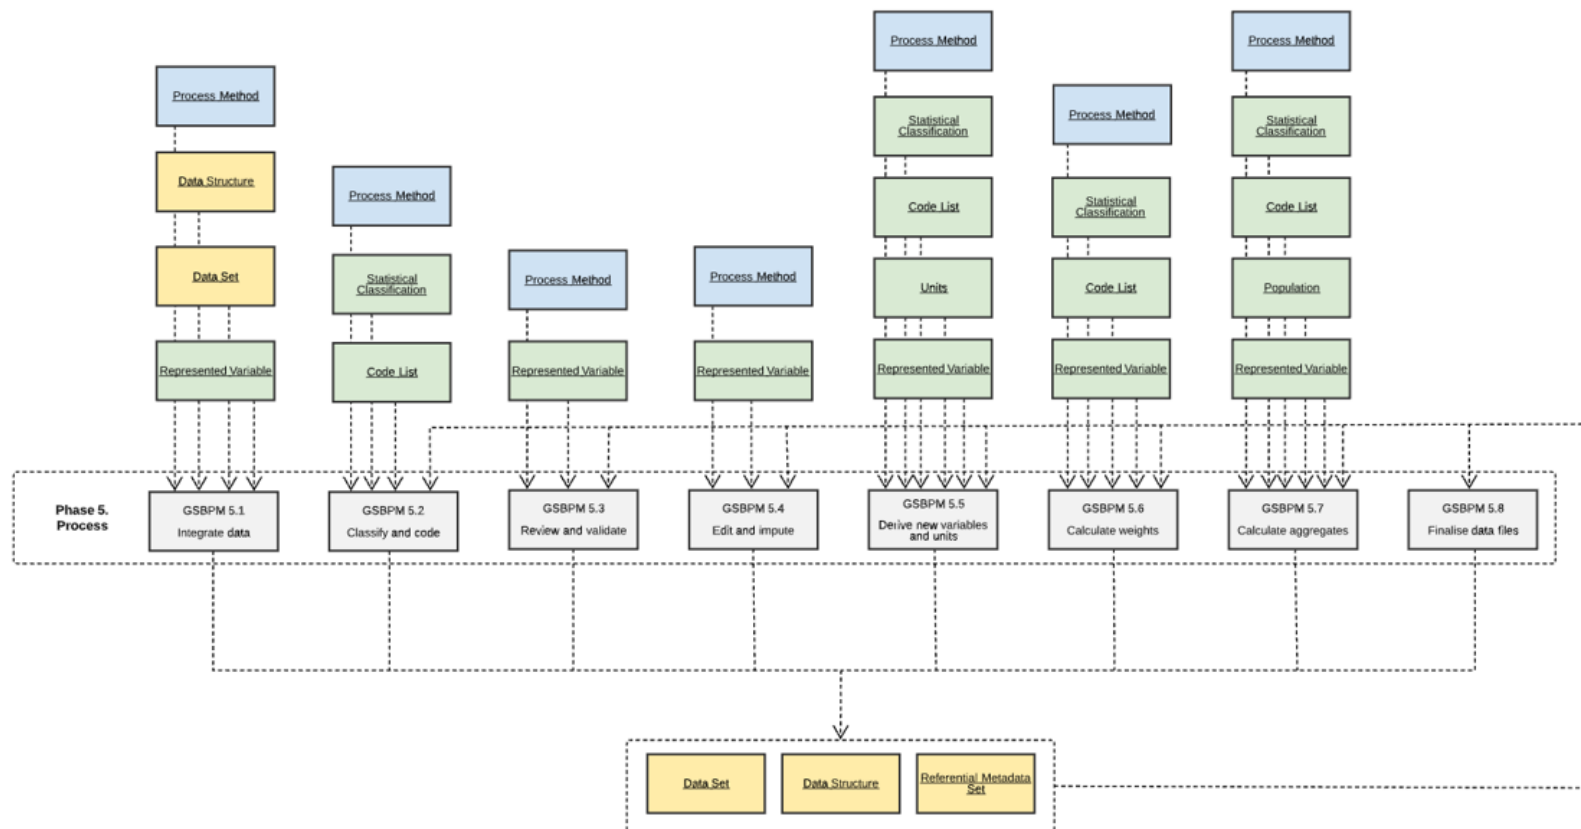 Process Method
Process Method
Process Method
Statistical
Classification
Process Method
Statistical
Classification
Data Structure
Process Method
Code List
Statistical
Classification
Code List
Data Set
Statistical
Classification
Process Method
Process Method
Units
Code List
Population
Represented Variable
Code List
Represented Variable
Represented Variable
Represented Variable
Represented Variable
Represented Variable
Phase 5.
Process
GSBPM 5.1
Integrate data
GSBPM 5.2
Classify and code
GSBPM 5.3
Review and validate
GSBPM 5.4
Edit and impute
GSBPM 5.5
Derive new variables
and units
GSBPM 5.6
Calculate weights
GSBPM 5.7
Calculate aggregates
GSBPM 5.8
Finalise data files
Data Set
Data Structure
Referential Metadata
Set